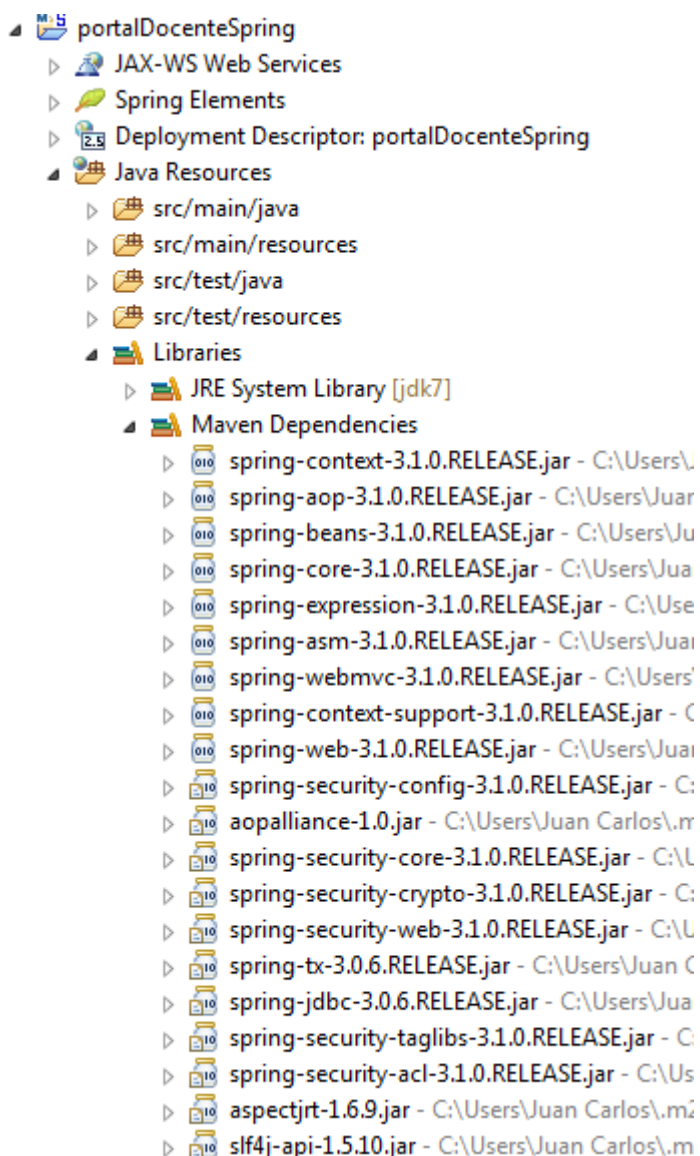 portalDocenteSpring
JAX-WS Web Services
Spring Elements
Deployment Descriptor: portalDocenteSpring
Java Resources
src/main/java
src/main/resources
src/test/java
src/test/resources
Libraries
JRE System Library [jdk7]
Maven Dependencies
spring-context-3.1.0.RELEASE.jar - C:\Users\
spring-aop-3.1.0.RELEASE.jar - C:\Users\Juar
spring-beans-3.1.0.RELEASE.jar - C:\Users\Ju
spring-core-3.1.0.RELEASE.jar - C:\Users\Jua
spring-expression-3.1.0.RELEASE.jar - C:\Use
spring-asm-3.1.0.RELEASE.jar - C:\Users\Juar
spring-webmvc-3.1.0.RELEASE.jar - C:\Users\
spring-context-support-3.1.0.RELEASE.jar - C
spring-web-3.1.0.RELEASE.jar - C:\Users\Juar
spring-security-config-3.1.0.RELEASE.jar - C:
aopalliance-1.0.jar - C:\Users\Juan Carlos\.m
spring-security-core-3.1.0.RELEASE.jar - C:\U
spring-security-crypto-3.1.0.RELEASE.jar - C:
spring-security-web-3.1.0.RELEASE.jar - C:\U
spring-tx-3.0.6.RELEASE.jar - C:\Users\Juan C
spring-jdbc-3.0.6.RELEASE.jar - C:\Users\Jua
spring-security-taglibs-3.1.0.RELEASE.jar - C:
spring-security-acl-3.1.0.RELEASE.jar - C:\Us
aspectjrt-1.6.9.jar - C:\Users\Juan Carlos\.m2
slf4j-api-1.5.10.jar - C:\Users\Juan Carlos\.m